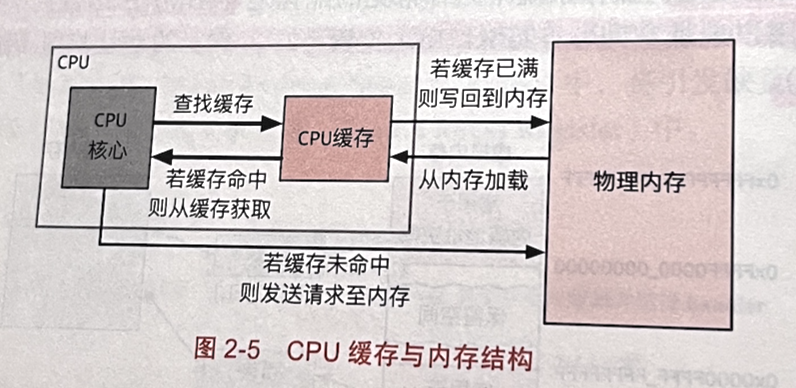 CPU
CPU
核心
查找缓存
若缓存命中
则从缓存获取
CPU缓存
若缓存已满
则写回到内存
从内存加载
物理内存
若缓存未命中
则发送请求至内存
图 2-5 CPU 缓存与内存结构